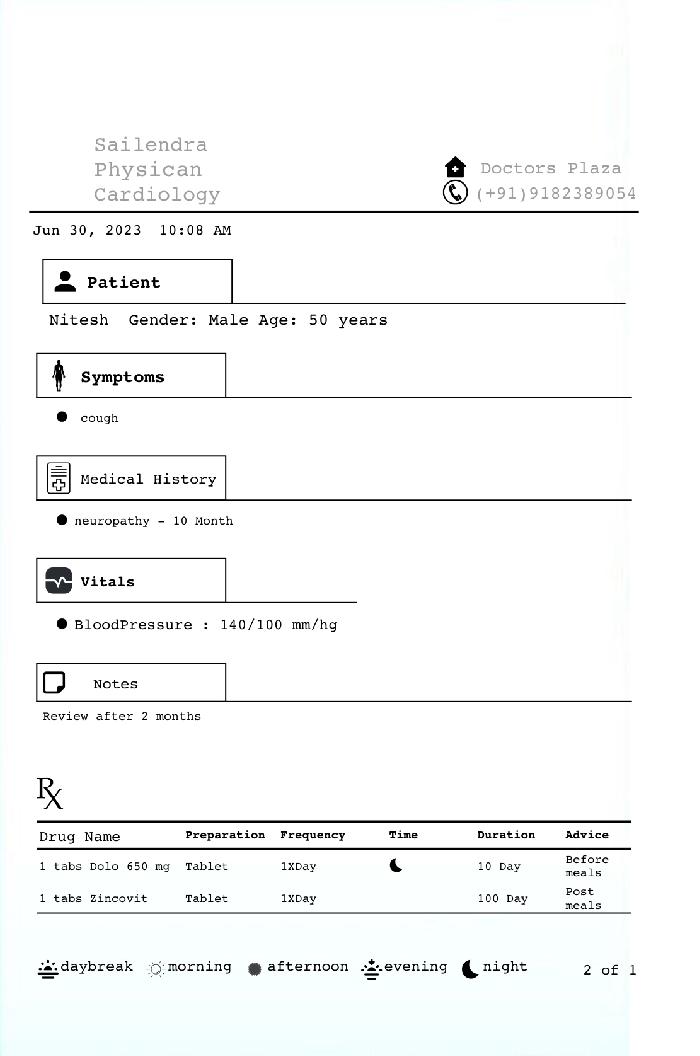 Sailendra
Physican
Cardiology
Doctors Plaza
(+91)9182389054
Jun 30, 2023 10:08 AM
Patient
Nitesh Gender: Male Age: 50 years
Symptoms
cough
Medical History
neuropathy - 10 Month
Vitals
BloodPressure : 140/100 mm/hg
Notes
Review after 2 months
Rx
Drug Name Preparation Frequency Time Duration Advice
1 tabs Dolo 650 mg Tablet 1XDay 10 Day Before
meals
1 tabs Zincovit Tablet 1XDay 100 Day Post
meals
daybreak morning afternoon evening night 2 of 1